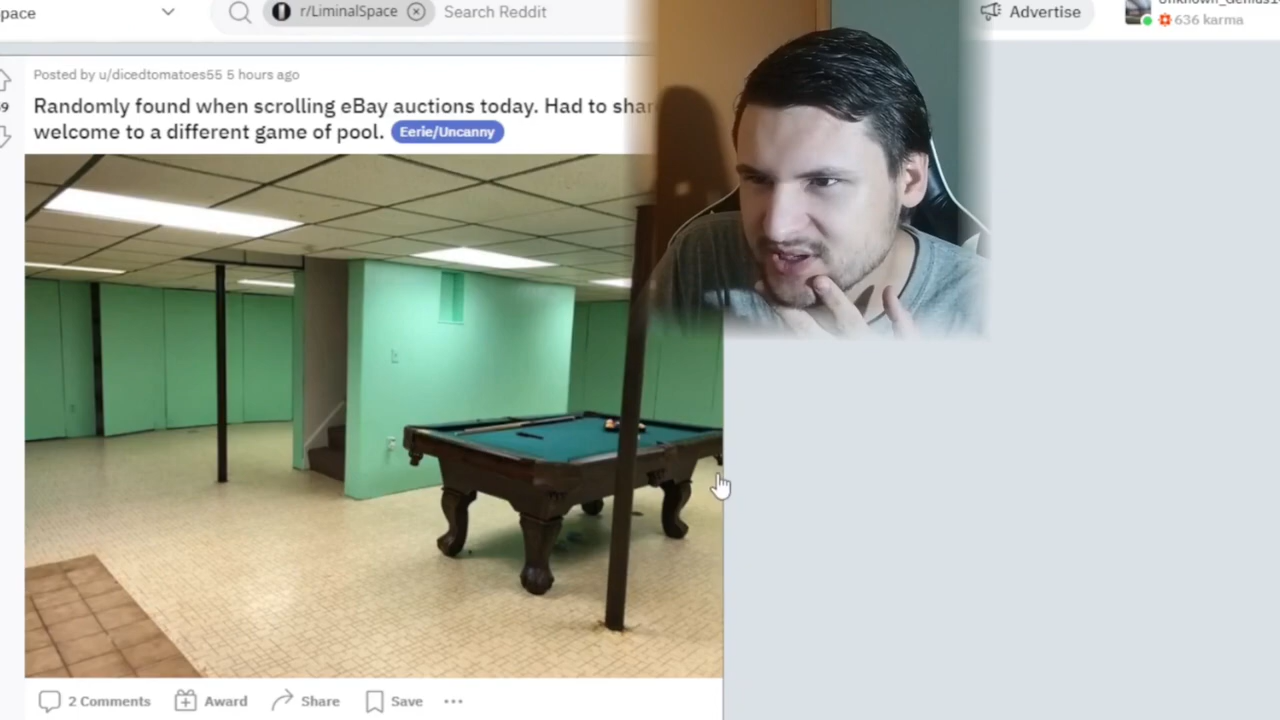 pace
r/LiminalSpace
Search Reddit
Advertise
636 karma
Posted by u/dicedtomatoes55 5 hours ago
Randomly found when scrolling eBay auctions today. Had to shar
welcome to a different game of pool. Eerie/Uncanny
2 Comments
Award
Share
Save